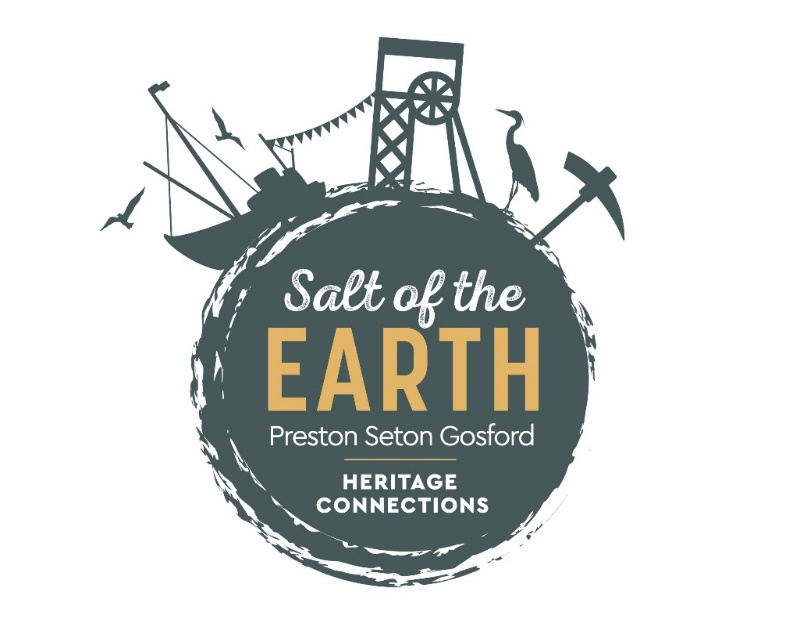 Salt of the
EARTH
Preston Seton Gosford
HERITAGE
CONNECTIONS